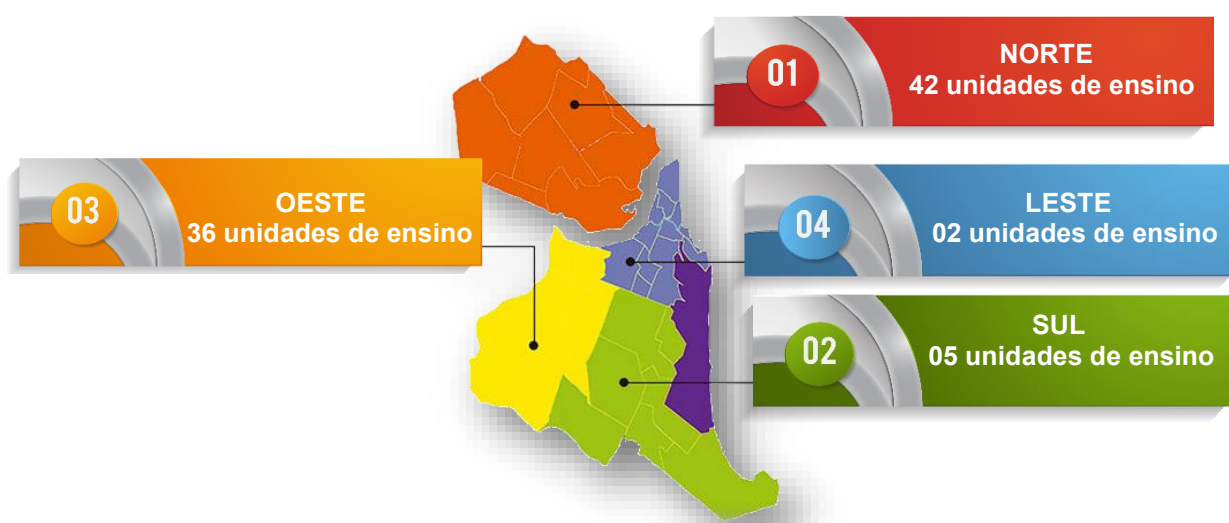 01
NORTE
42 unidades de ensino
03
OESTE
36 unidades de ensino
04
LESTE
02 unidades de ensino
02
SUL
05 unidades de ensino